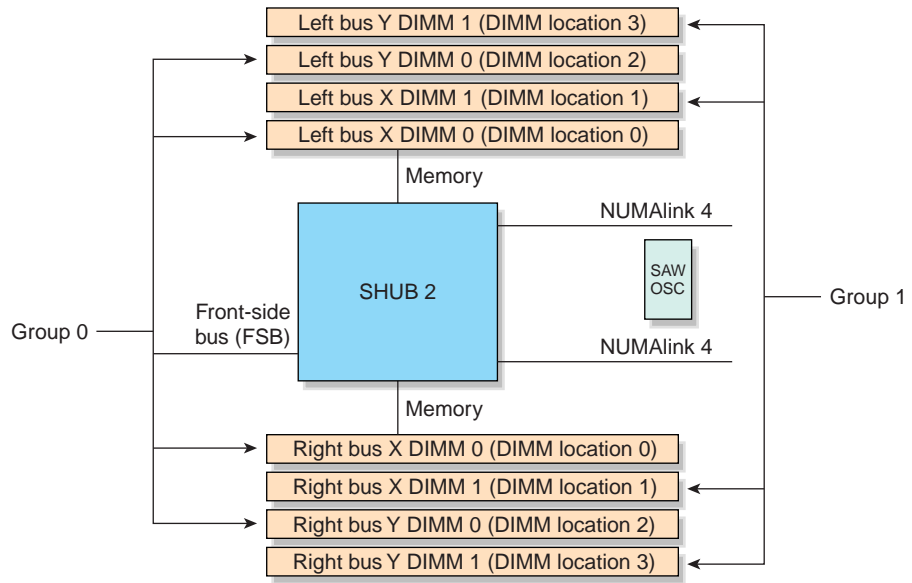 Left bus Y DIMM 1 (DIMM location 3)
Left bus Y DIMM 0 (DIMM location 2)
Left bus X DIMM 1 (DIMM location 1)
Left bus X DIMM 0 (DIMM location 0)
Memory
NUMAlink 4
SAW
OSC
SHUB 2
Group 1
Front-side
bus (FSB)
Group 0
NUMAlink 4
Memory
Right bus X DIMM 0 (DIMM location 0)
Right bus X DIMM 1 (DIMM location 1)
Right bus Y DIMM 0 (DIMM location 2)
Right bus Y DIMM 1 (DIMM location 3)